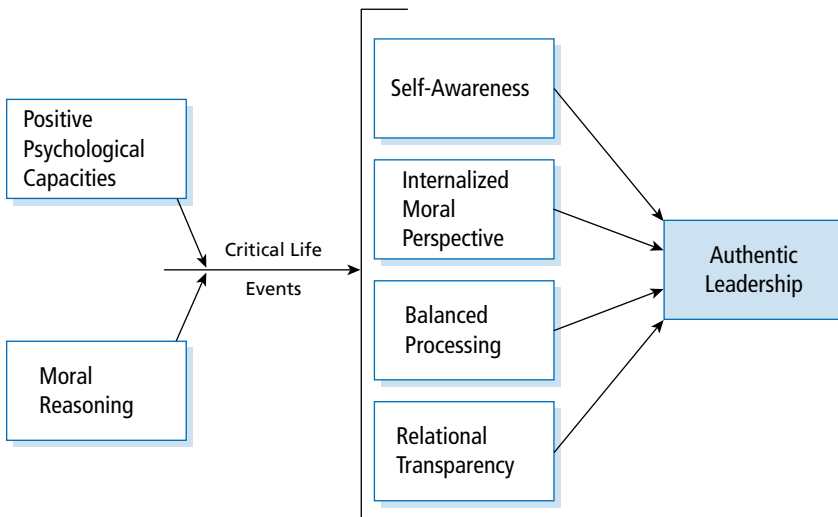 Positive
Psychological
Capacities
Moral
Reasoning
Critical Life
Events
Self-Awareness
Internalized
Moral
Perspective
Balanced
Processing
Relational
Transparency
Authentic
Leadership